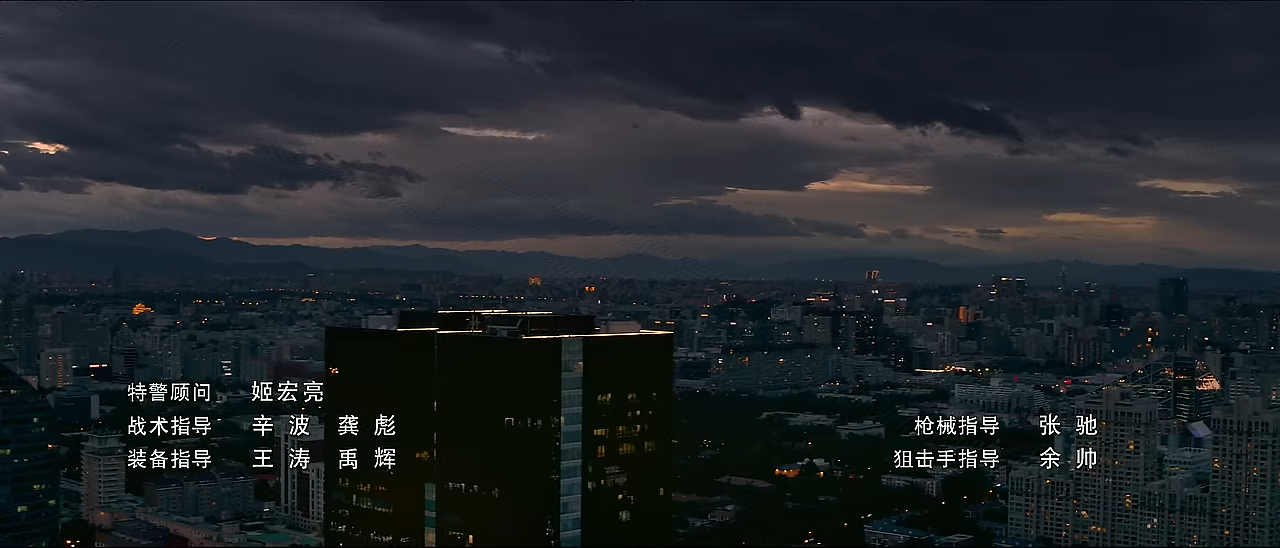 特警顾问 姬宏亮
战术指导 辛波 龚彪
装备指导 王涛 禹辉
枪械指导 张驰
狙击手指导 余帅